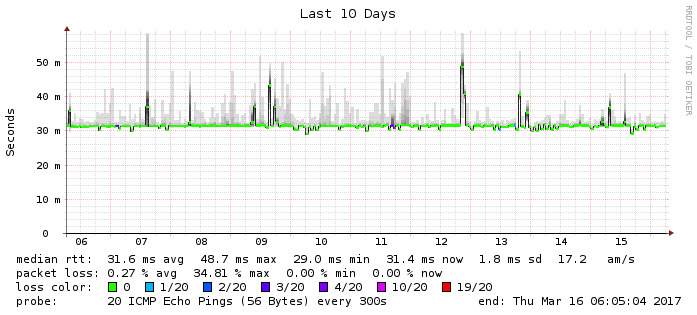 Last 10 Days
RRDTOOL / TOBI OETIKER
Seconds
50 m
40 m
30 m
20 m
10 m
0
06 07 08 09 10 11 12 13 14 15
median rtt: 31.6 ms avg 48.7 ms max 29.0 ms min 31.4 ms now 1.8 ms sd 17.2 am/s
packet loss: 0.27 % avg 34.81 % max 0.00 % min 0.00 % now
loss color: 0 1/20 2/20 3/20 4/20 10/20 19/20
probe: 20 ICMP Echo Pings (56 Bytes) every 300s end: Thu Mar 16 06:05:04 2017